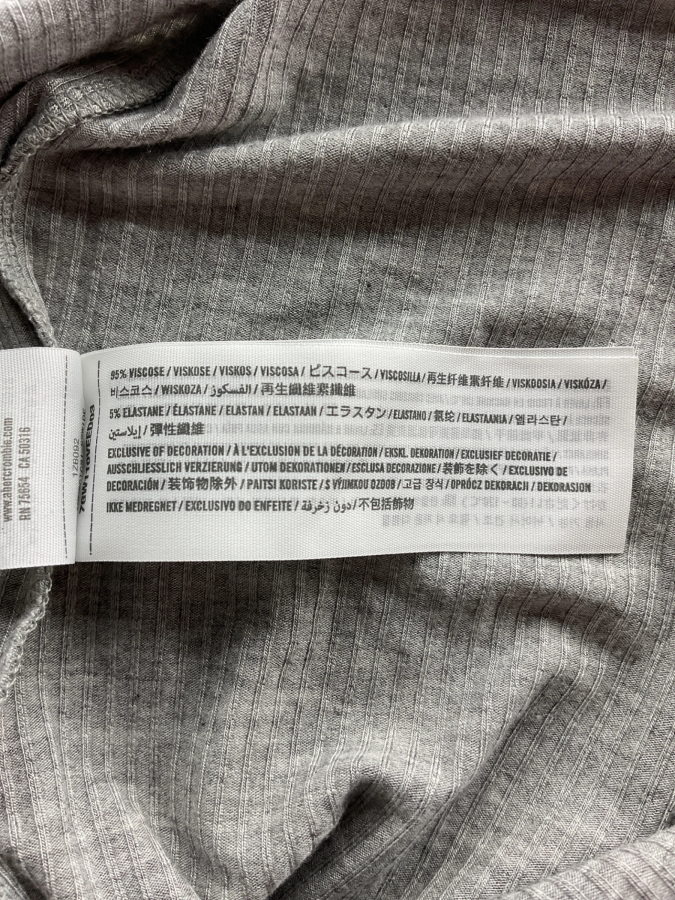 95% VISCOSE / VISKOSE / VISKOS / VISCOSA / ビスコース / VISCOSILLA / 再生纤维素纤维 / VISKOOSIA / VISKÓZA /
비스코스 / WISKOZA / الفسكوز / 再生纖維素纖維
5% ELASTANE / ÉLASTANE / ELASTAN / ELASTAAN / エラスタン / ELASTANO / 氨纶 / ELASTAANIA / 엘라스탄 /
إيلاستين / 彈性纖維
EXCLUSIVE OF DECORATION / À L'EXCLUSION DE LA DÉCORATION / EKSKL. DEKORATION / EXCLUSIEF DECORATIE /
AUSSCHLIESSLICH VERZIERUNG / UTOM DEKORATIONEN / ESCLUSA DECORAZIONE / 装飾を除く / EXCLUSIVO DE
DECORACIÓN / 装饰物除外 / PAITSI KORISTE / S VÝJIMKOU OZDOB / 고급 장식 / OPRÓCZ DEKORACJI / DEKORASJON
IKKE MEDREGNET / EXCLUSIVO DO ENFEITE / دون زخرفة / 不包括飾物
www.abercrombie.com
RN 75654 CA 50316
128092